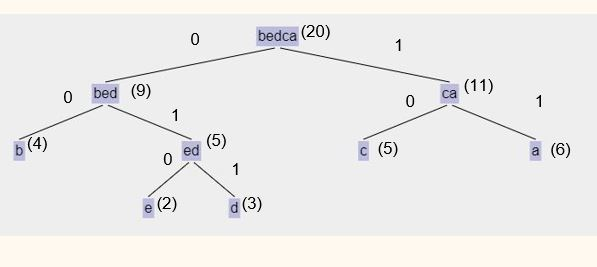 bedca (20)
0 1
bed (9) ca (11)
0 1 0 1
b (4) ed (5) c (5) a (6)
0 1
e (2) d (3)